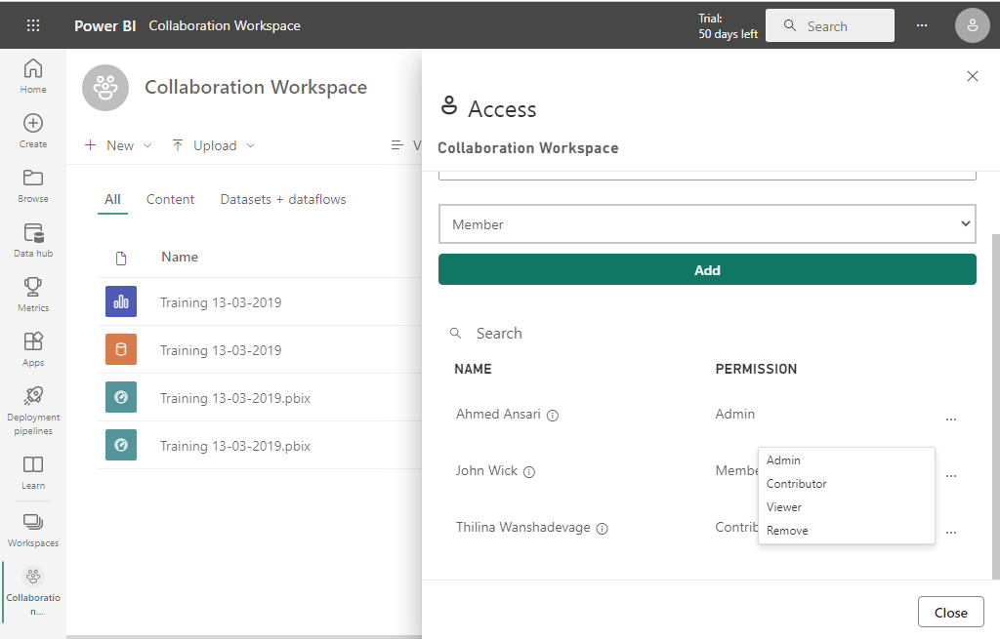 Power BI Collaboration Workspace
Trial:
50 days left
Search
...
Home
Create
Browse
Data hub
Metrics
Apps
Deployment
pipelines
Learn
Workspaces
Collaboratio
n...
Collaboration Workspace
New
Upload
V
All Content Datasets + dataflows
Name
Training 13-03-2019
Training 13-03-2019
Training 13-03-2019.pbix
Training 13-03-2019.pbix
Access
Collaboration Workspace
Member
Add
Search
NAME PERMISSION
Ahmed Ansari Admin ...
John Wick Membe ...
Thilina Wanshadevage Contrib ...
Admin
Contributor
Viewer
Remove
Close